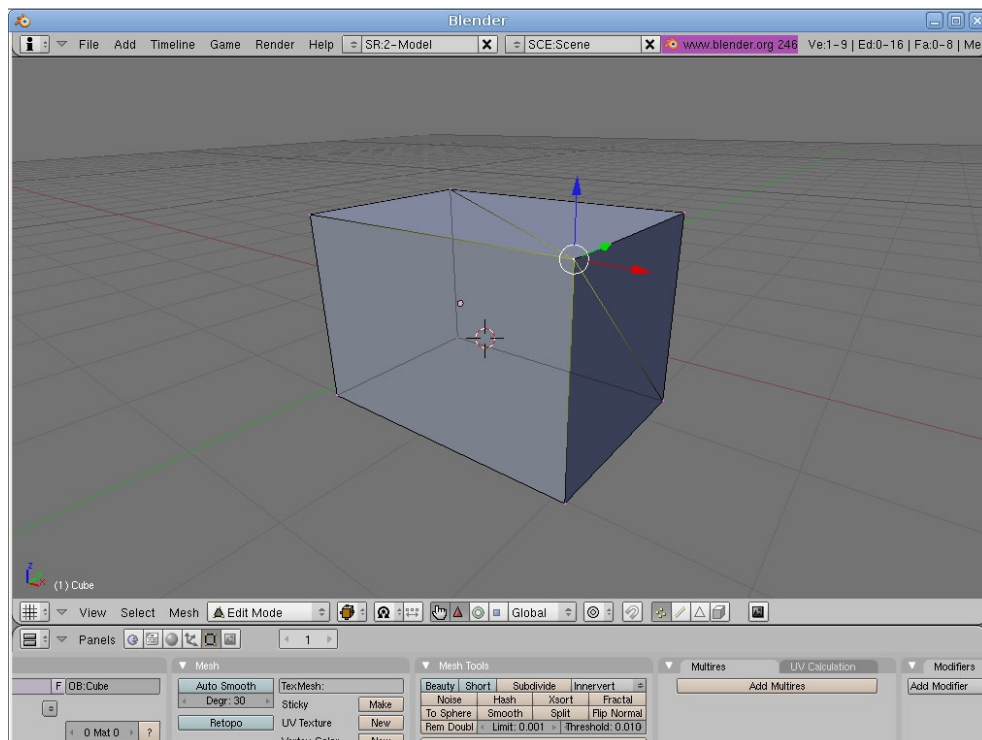 Blender
File Add Timeline Game Render Help SR:2-Model SCE:Scene www.blender.org 246 Ve:1-9 | Ed:0-16 | Fa:0-8 | Me
z
x
(1) Cube
View Select Mesh Edit Mode Global
Panels 1
Mesh Mesh Tools Multires UV Calculation Modifiers
F OB:Cube Auto Smooth TexMesh: Beauty Short Subdivide Innervert Add Multires Add Modifier
Degr: 30 Sticky Make Noise Hash Xsort Fractal
To Sphere Smooth Split Flip Normal
0 Mat 0 ? Retopo UV Texture New Rem Doubl Limit: 0.001 Threshold: 0.010